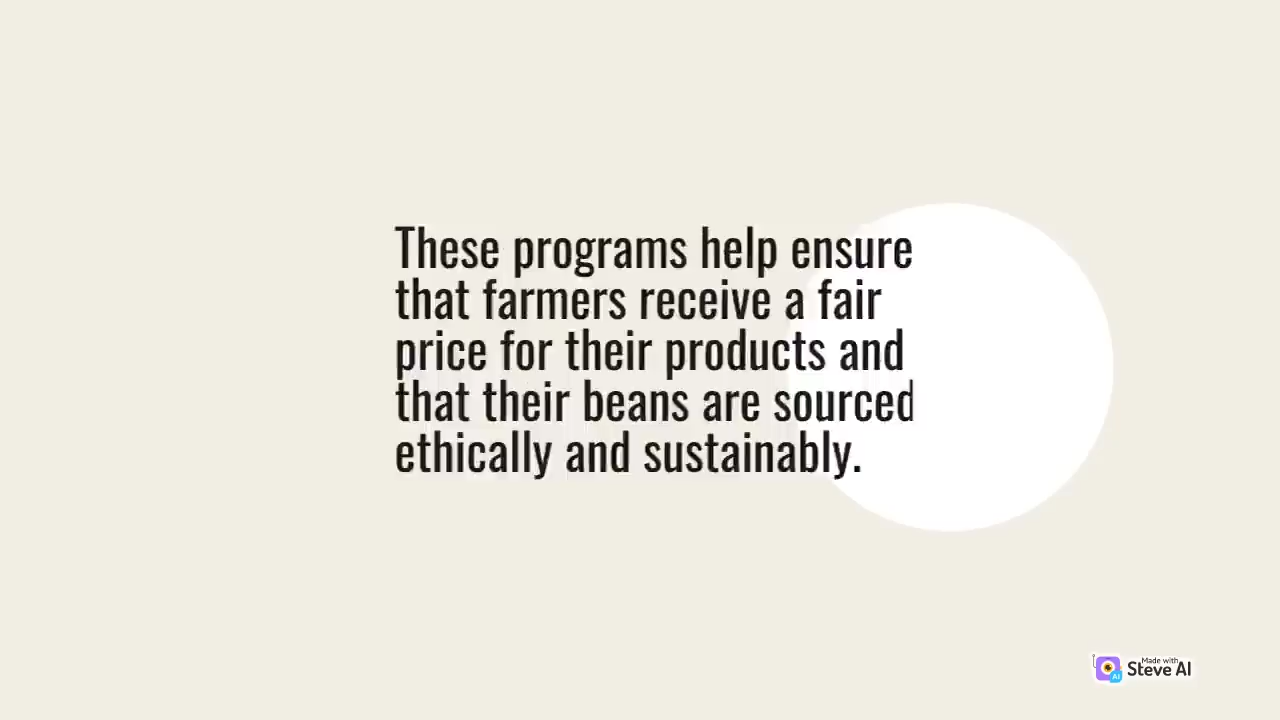 These programs help ensure
that farmers receive a fair
price for their products and
that their beans are sourced
ethically and sustainably.
Made with
Steve AI
AI